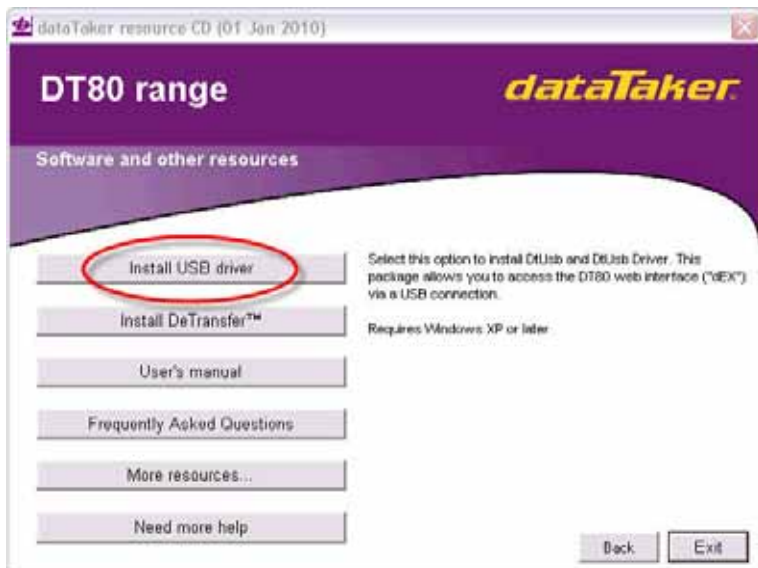 dataTaker resource CD (01 Jan 2010)
DT80 range
dataTaker
Software and other resources
Install USB driver
Select this option to install DtUsb and DtUsb Driver. This
package allows you to access the DT80 web interface ("dEX")
via a USB connection.
Requires Windows XP or later
Install DeTransfer™
User's manual
Frequently Asked Questions
More resources...
Need more help
Back
Exit